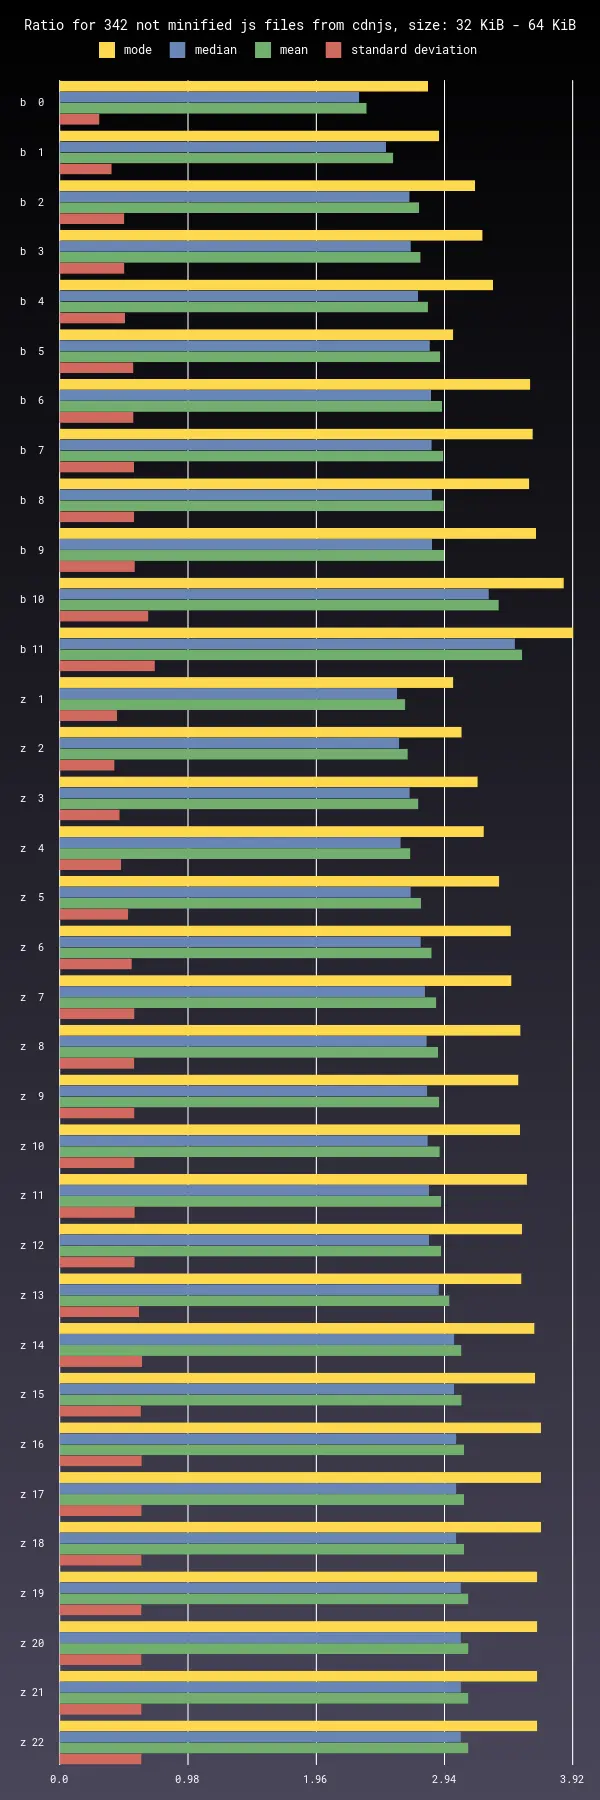 Ratio for 342 not minified js files from cdnjs, size: 32 KiB - 64 KiB
mode median mean standard deviation
b 0
b 1
b 2
b 3
b 4
b 5
b 6
b 7
b 8
b 9
b 10
b 11
z 1
z 2
z 3
z 4
z 5
z 6
z 7
z 8
z 9
z 10
z 11
z 12
z 13
z 14
z 15
z 16
z 17
z 18
z 19
z 20
z 21
z 22
0.0 0.98 1.96 2.94 3.92